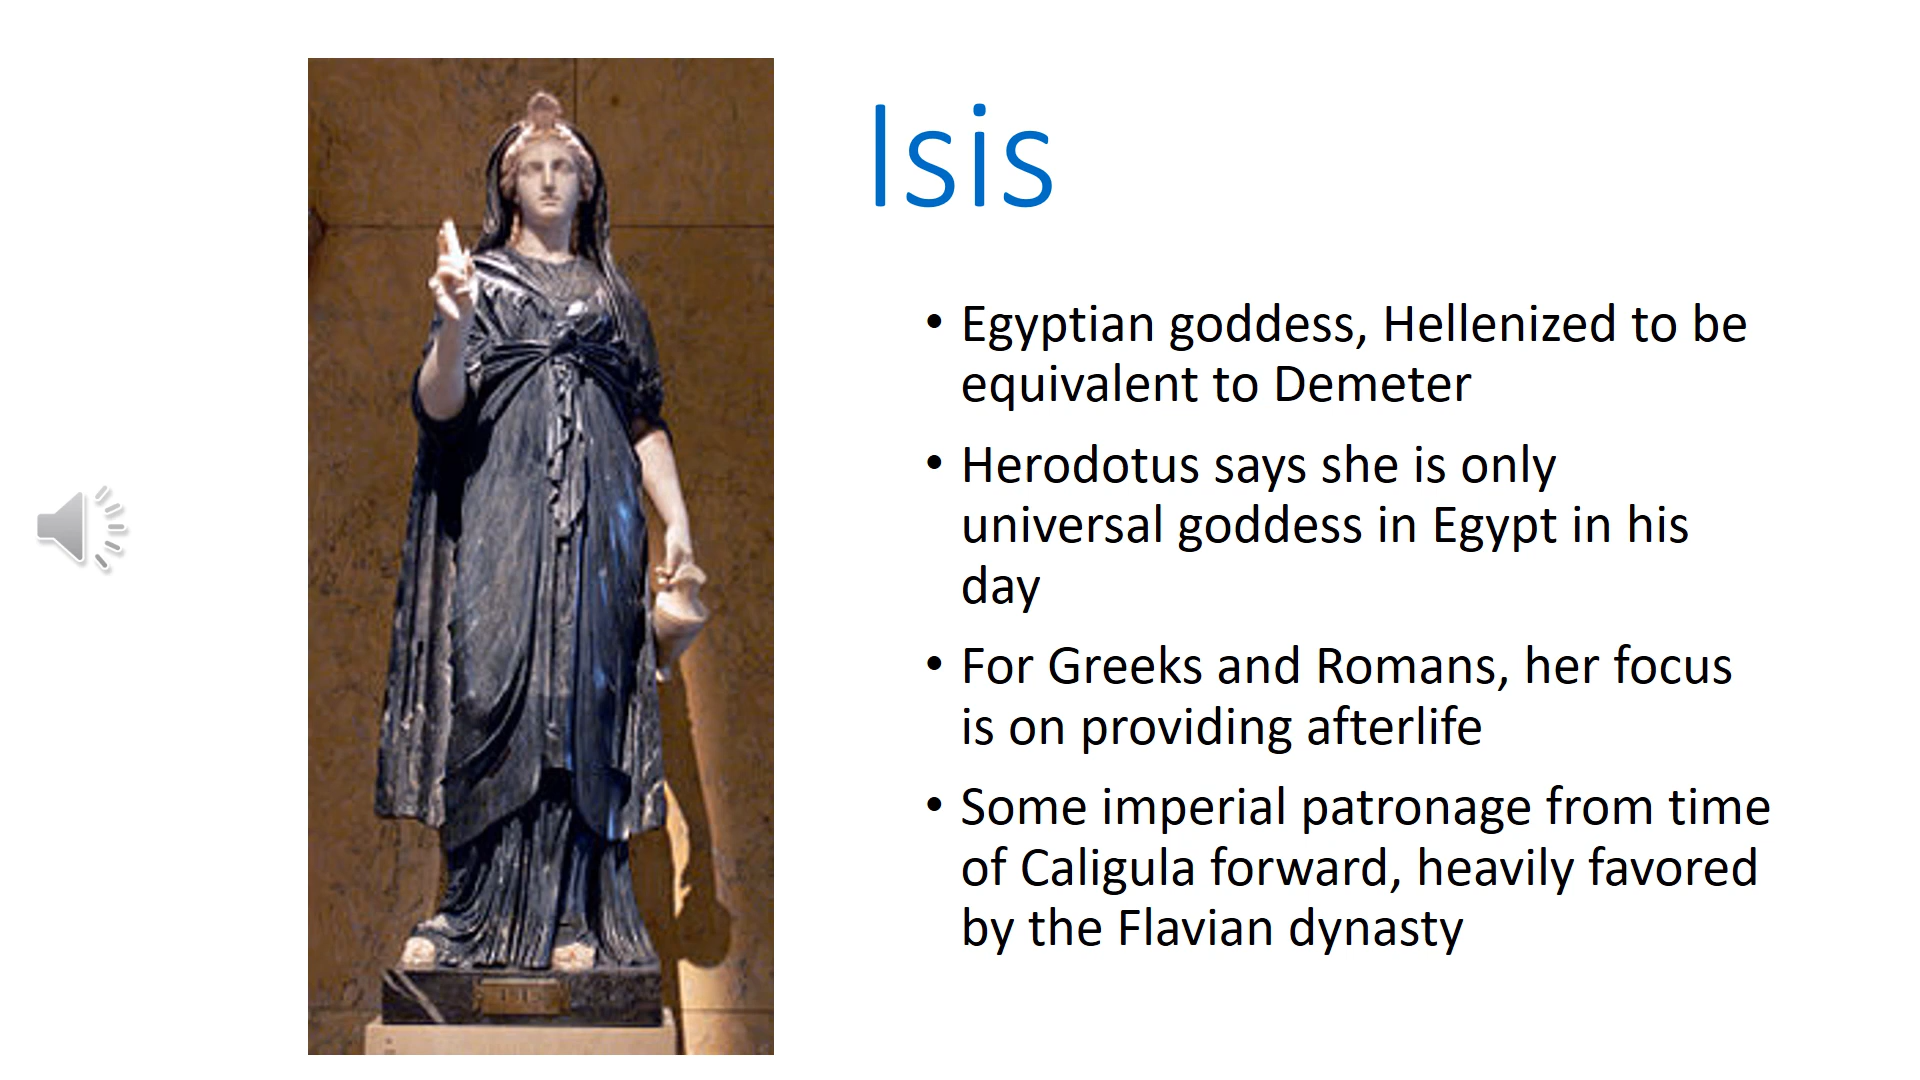 Isis
• Egyptian goddess, Hellenized to be
equivalent to Demeter
• Herodotus says she is only
universal goddess in Egypt in his
day
• For Greeks and Romans, her focus
is on providing afterlife
• Some imperial patronage from time
of Caligula forward, heavily favored
by the Flavian dynasty